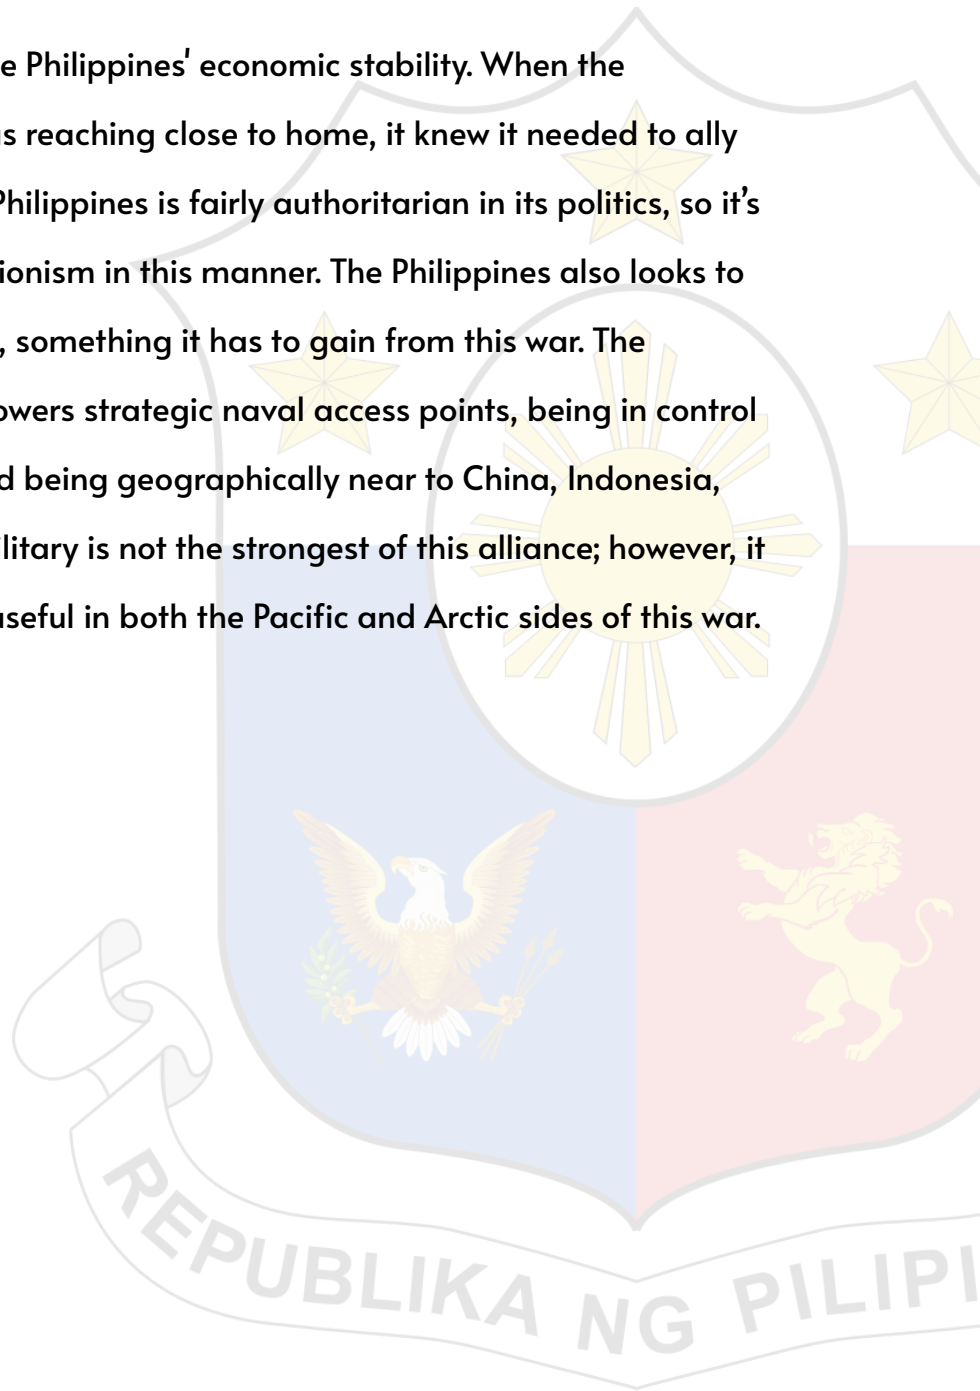 e Philippines' economic stability. When the
s reaching close to home, it knew it needed to ally
Philippines is fairly authoritarian in its politics, so it’s
ionism in this manner. The Philippines also looks to
, something it has to gain from this war. The
owers strategic naval access points, being in control
d being geographically near to China, Indonesia,
litary is not the strongest of this alliance; however, it
useful in both the Pacific and Arctic sides of this war.
REPUBLIKA NG PILIPI